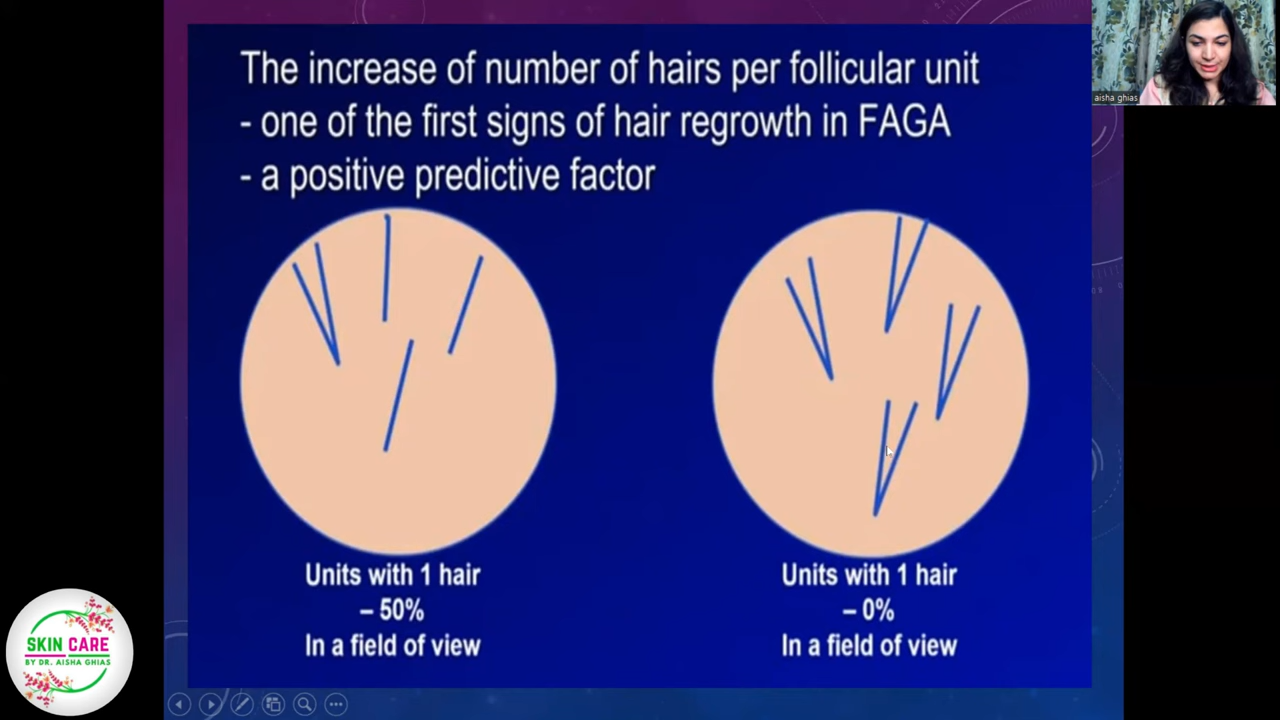 The increase of number of hairs per follicular unit
- one of the first signs of hair regrowth in FAGA
- a positive predictive factor
Units with 1 hair
– 50%
In a field of view
Units with 1 hair
– 0%
In a field of view
aisha ghias
SKIN CARE
BY DR. AISHA GHIAS